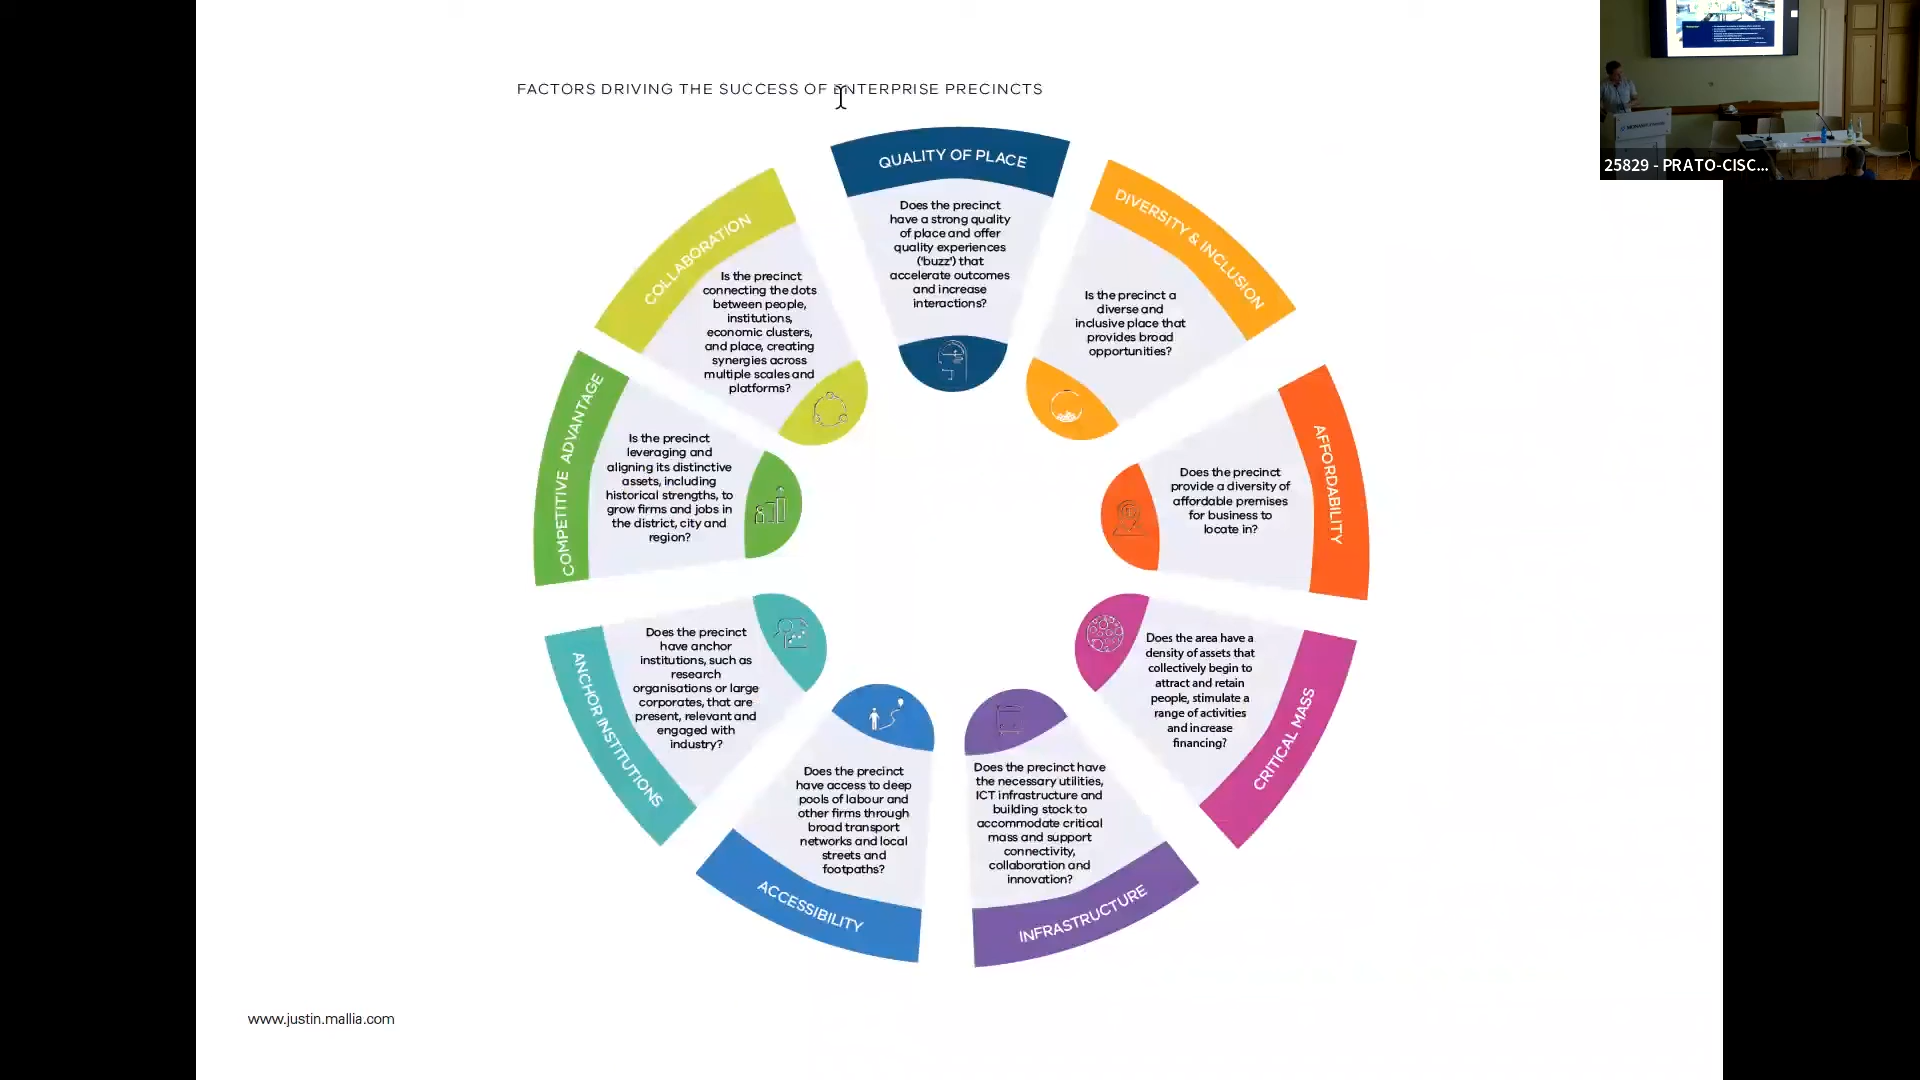 FACTORS DRIVING THE SUCCESS OF ENTERPRISE PRECINCTS
QUALITY OF PLACE
Does the precinct
have a strong quality
of place and offer
quality experiences
('buzz') that
accelerate outcomes
and increase
interactions?
DIVERSITY & INCLUSION
Is the precinct a
diverse and
inclusive place that
provides broad
opportunities?
AFFORDABILITY
Does the precinct
provide a diversity of
affordable premises
for business to
locate in?
CRITICAL MASS
Does the area have a
density of assets that
collectively begin to
attract and retain
people, stimulate a
range of activities
and increase
financing?
INFRASTRUCTURE
Does the precinct have
the necessary utilities,
ICT infrastructure and
building stock to
accommodate critical
mass and support
connectivity,
collaboration and
innovation?
ACCESSIBILITY
Does the precinct
have access to deep
pools of labour and
other firms through
broad transport
networks and local
streets and
footpaths?
ANCHOR INSTITUTIONS
Does the precinct
have anchor
institutions, such as
research
organisations or large
corporates, that are
present, relevant and
engaged with
industry?
COMPETITIVE ADVANTAGE
Is the precinct
leveraging and
aligning its distinctive
assets, including
historical strengths, to
grow firms and jobs in
the district, city and
region?
COLLABORATION
Is the precinct
connecting the dots
between people,
institutions,
economic clusters,
and place, creating
synergies across
multiple scales and
platforms?
www.justin.mallia.com
25829 - PRATO-CISC...